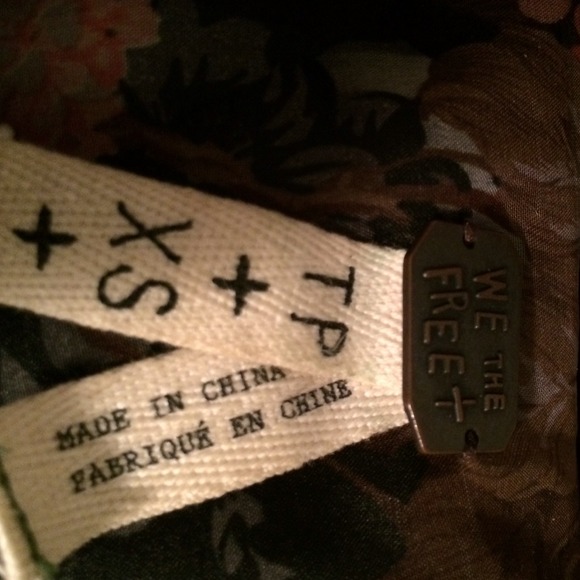 WE THE
FREE+
TP
+
XS
+
MADE IN CHINA
FABRIQUÉ EN CHINE